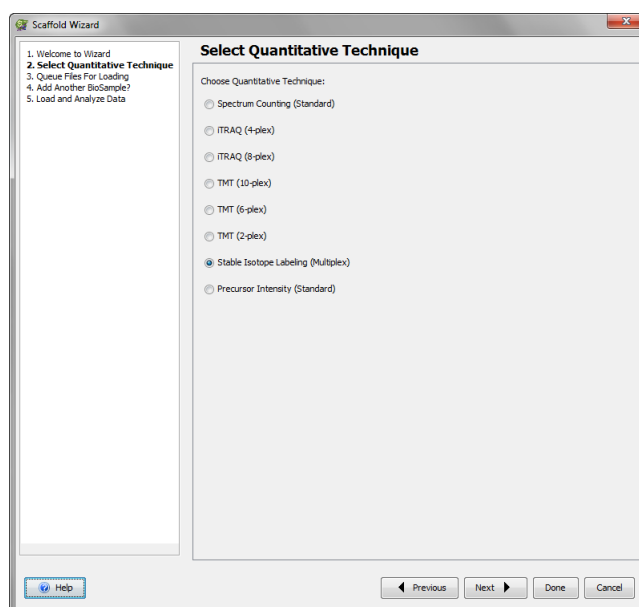 Scaffold Wizard
1. Welcome to Wizard
2. Select Quantitative Technique
3. Queue Files For Loading
4. Add Another BioSample?
5. Load and Analyze Data
Select Quantitative Technique
Choose Quantitative Technique:
Spectrum Counting (Standard)
iTRAQ (4-plex)
iTRAQ (8-plex)
TMT (10-plex)
TMT (6-plex)
TMT (2-plex)
Stable Isotope Labeling (Multiplex)
Precursor Intensity (Standard)
Help
Previous
Next
Done
Cancel